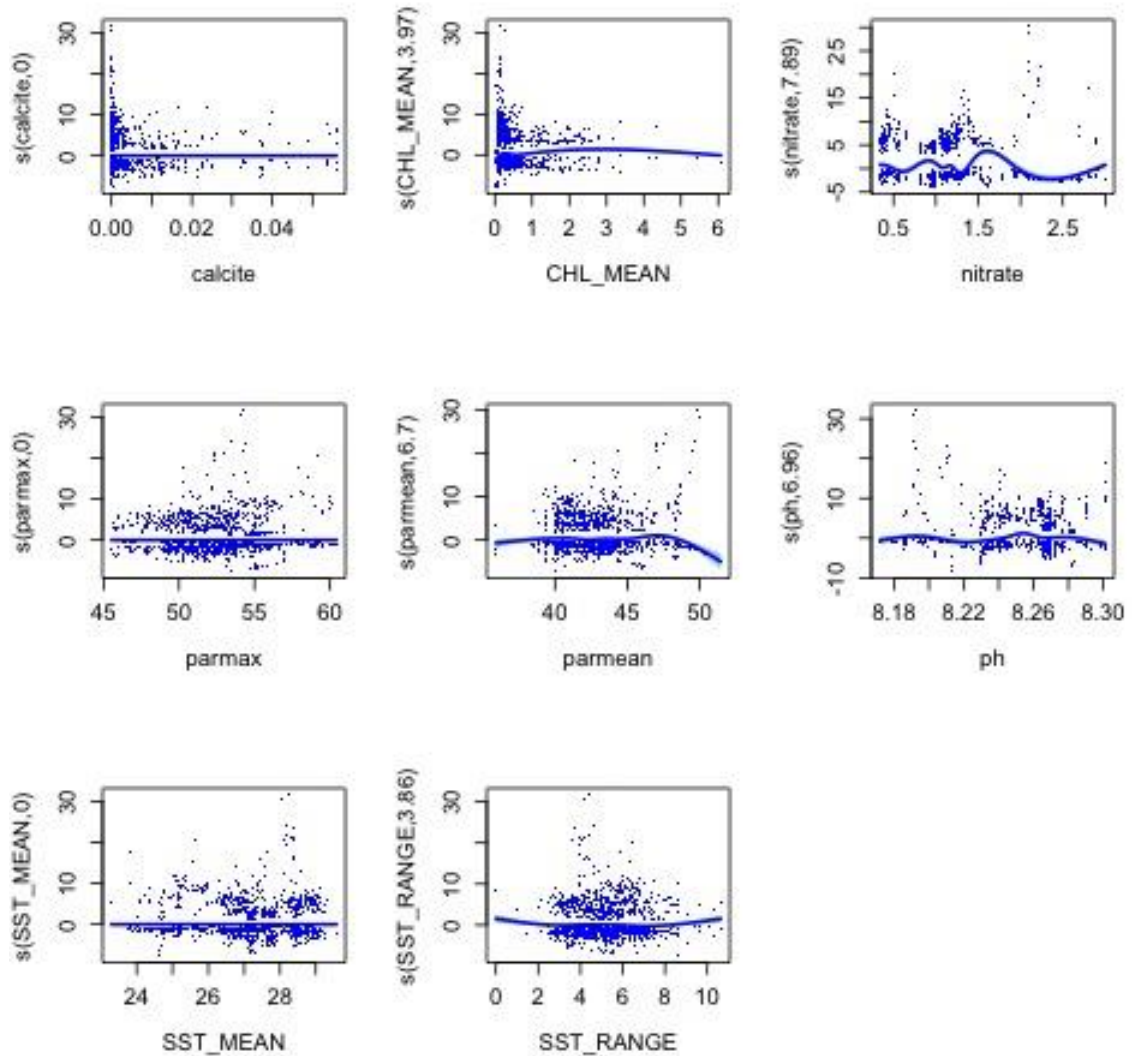 s(calcite,0)
30
10
0
0.00 0.02 0.04
calcite
s(CHL_MEAN,3.97)
30
10
0
0 1 2 3 4 5 6
CHL_MEAN
s(nitrate,7.89)
25
15
5
-5
0.5 1.5 2.5
nitrate
s(parmax,0)
30
10
0
45 50 55 60
parmax
s(parmean,6.7)
30
10
0
40 45 50
parmean
s(ph,6.96)
30
10
-10
8.18 8.22 8.26 8.30
ph
s(SST_MEAN,0)
30
10
0
24 26 28
SST_MEAN
s(SST_RANGE,3.86)
30
10
0
0 2 4 6 8 10
SST_RANGE